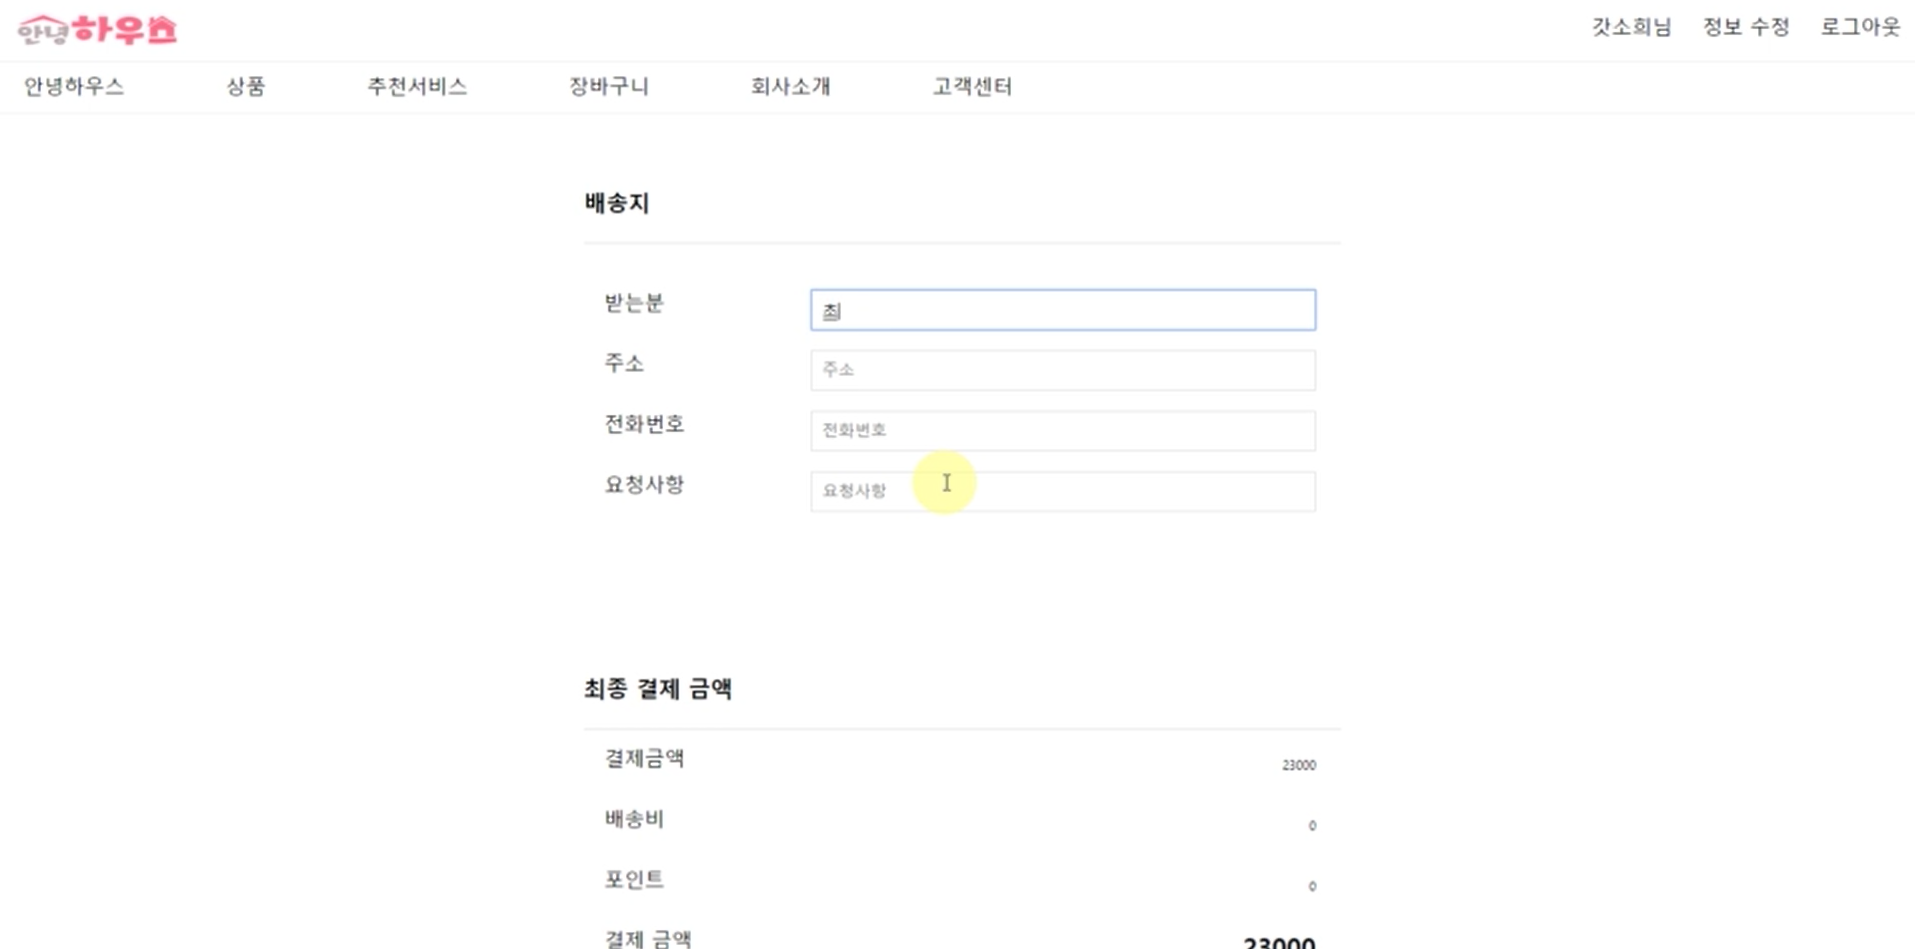 안녕하우스
갓소희님 정보 수정 로그아웃
안녕하우스 상품 추천서비스 장바구니 회사소개 고객센터
배송지
받는분 최
주소 주소
전화번호 전화번호
요청사항 요청사항
최종 결제 금액
결제금액 23000
배송비 0
포인트 0
결제 금액 23000